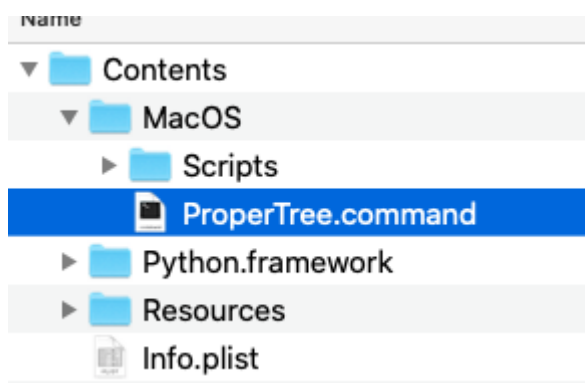 Name
Contents
MacOS
Scripts
ProperTree.command
Python.framework
Resources
Info.plist